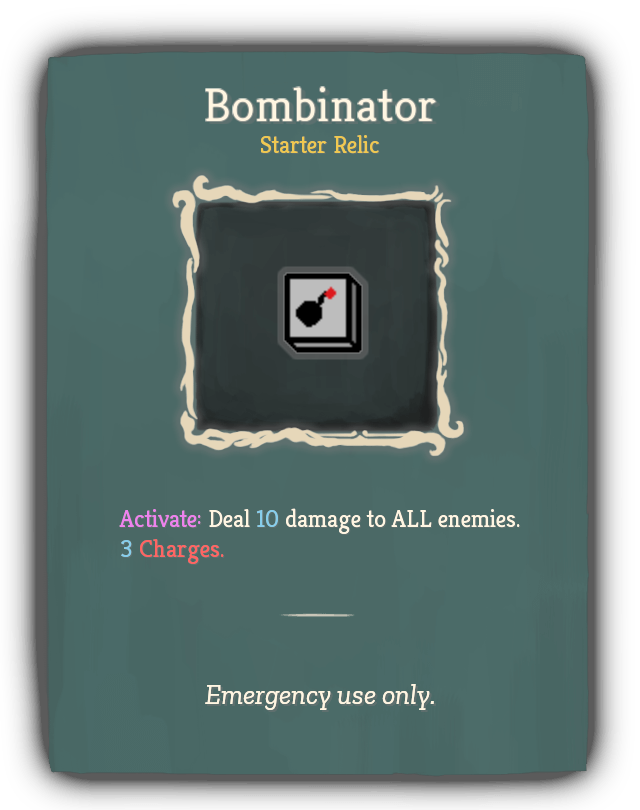 Bombinator
Starter Relic
Activate: Deal 10 damage to ALL enemies.
3 Charges.
Emergency use only.